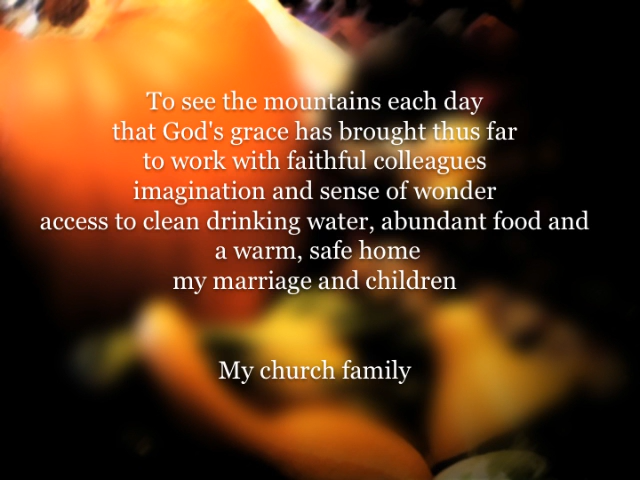 To see the mountains each day
that God's grace has brought thus far
to work with faithful colleagues
imagination and sense of wonder
access to clean drinking water, abundant food and
a warm, safe home
my marriage and children
My church family